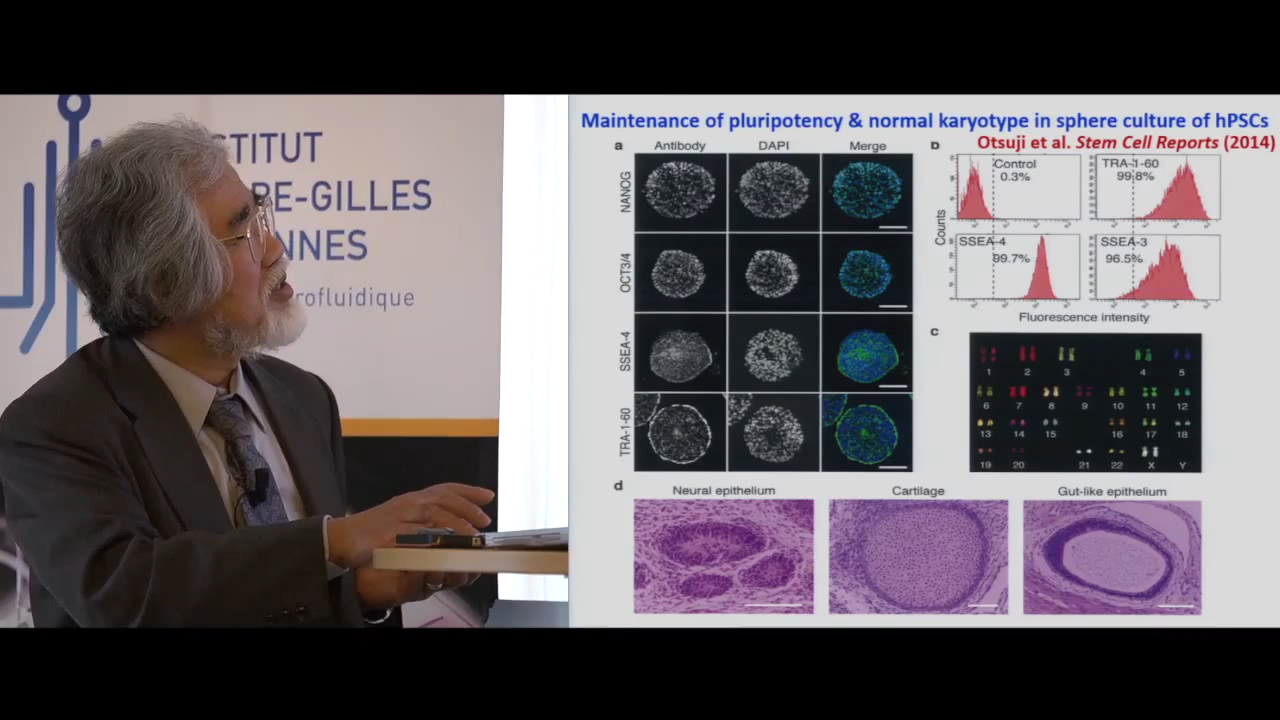 STITUT
RE-GILLES
NNES
rofluidique
Maintenance of pluripotency & normal karyotype in sphere culture of hPSCs
Otsuji et al. Stem Cell Reports (2014)
a
Antibody DAPI Merge
NANOG
OCT3/4
SSEA-4
TRA-1-60
b
Control
0.3%
TRA-1-60
99.8%
SSEA-4
99.7%
SSEA-3
96.5%
Counts
Fluorescence intensity
c
1 2 3 4 5
6 7 8 9 10 11 12
13 14 15 16 17 18
19 20 21 22 X Y
d
Neural epithelium Cartilage Gut-like epithelium